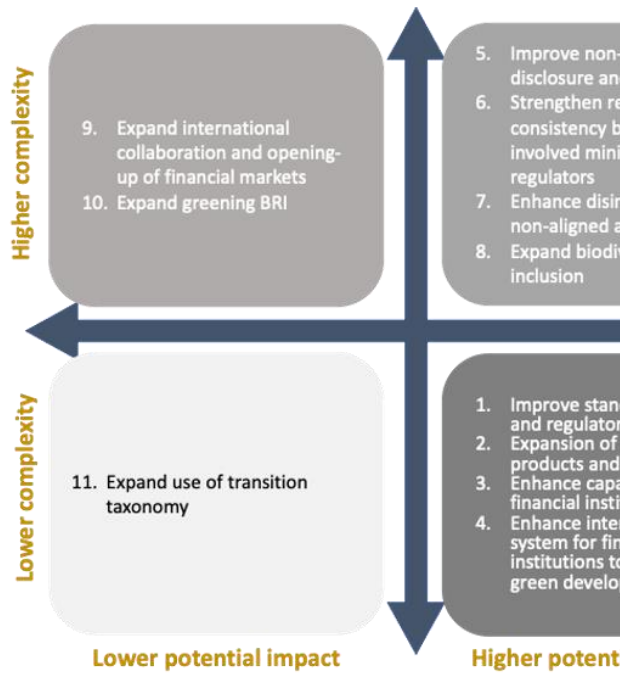 Higher complexity
9. Expand international
collaboration and opening-
up of financial markets
10. Expand greening BRI
5. Improve non-
disclosure and
6. Strengthen re
consistency b
involved mini
regulators
7. Enhance disin
non-aligned a
8. Expand biodiv
inclusion
Lower complexity
11. Expand use of transition
taxonomy
1. Improve stan
and regulator
2. Expansion of
products and
3. Enhance capa
financial insti
4. Enhance inter
system for fin
institutions to
green develop
Lower potential impact
Higher potent